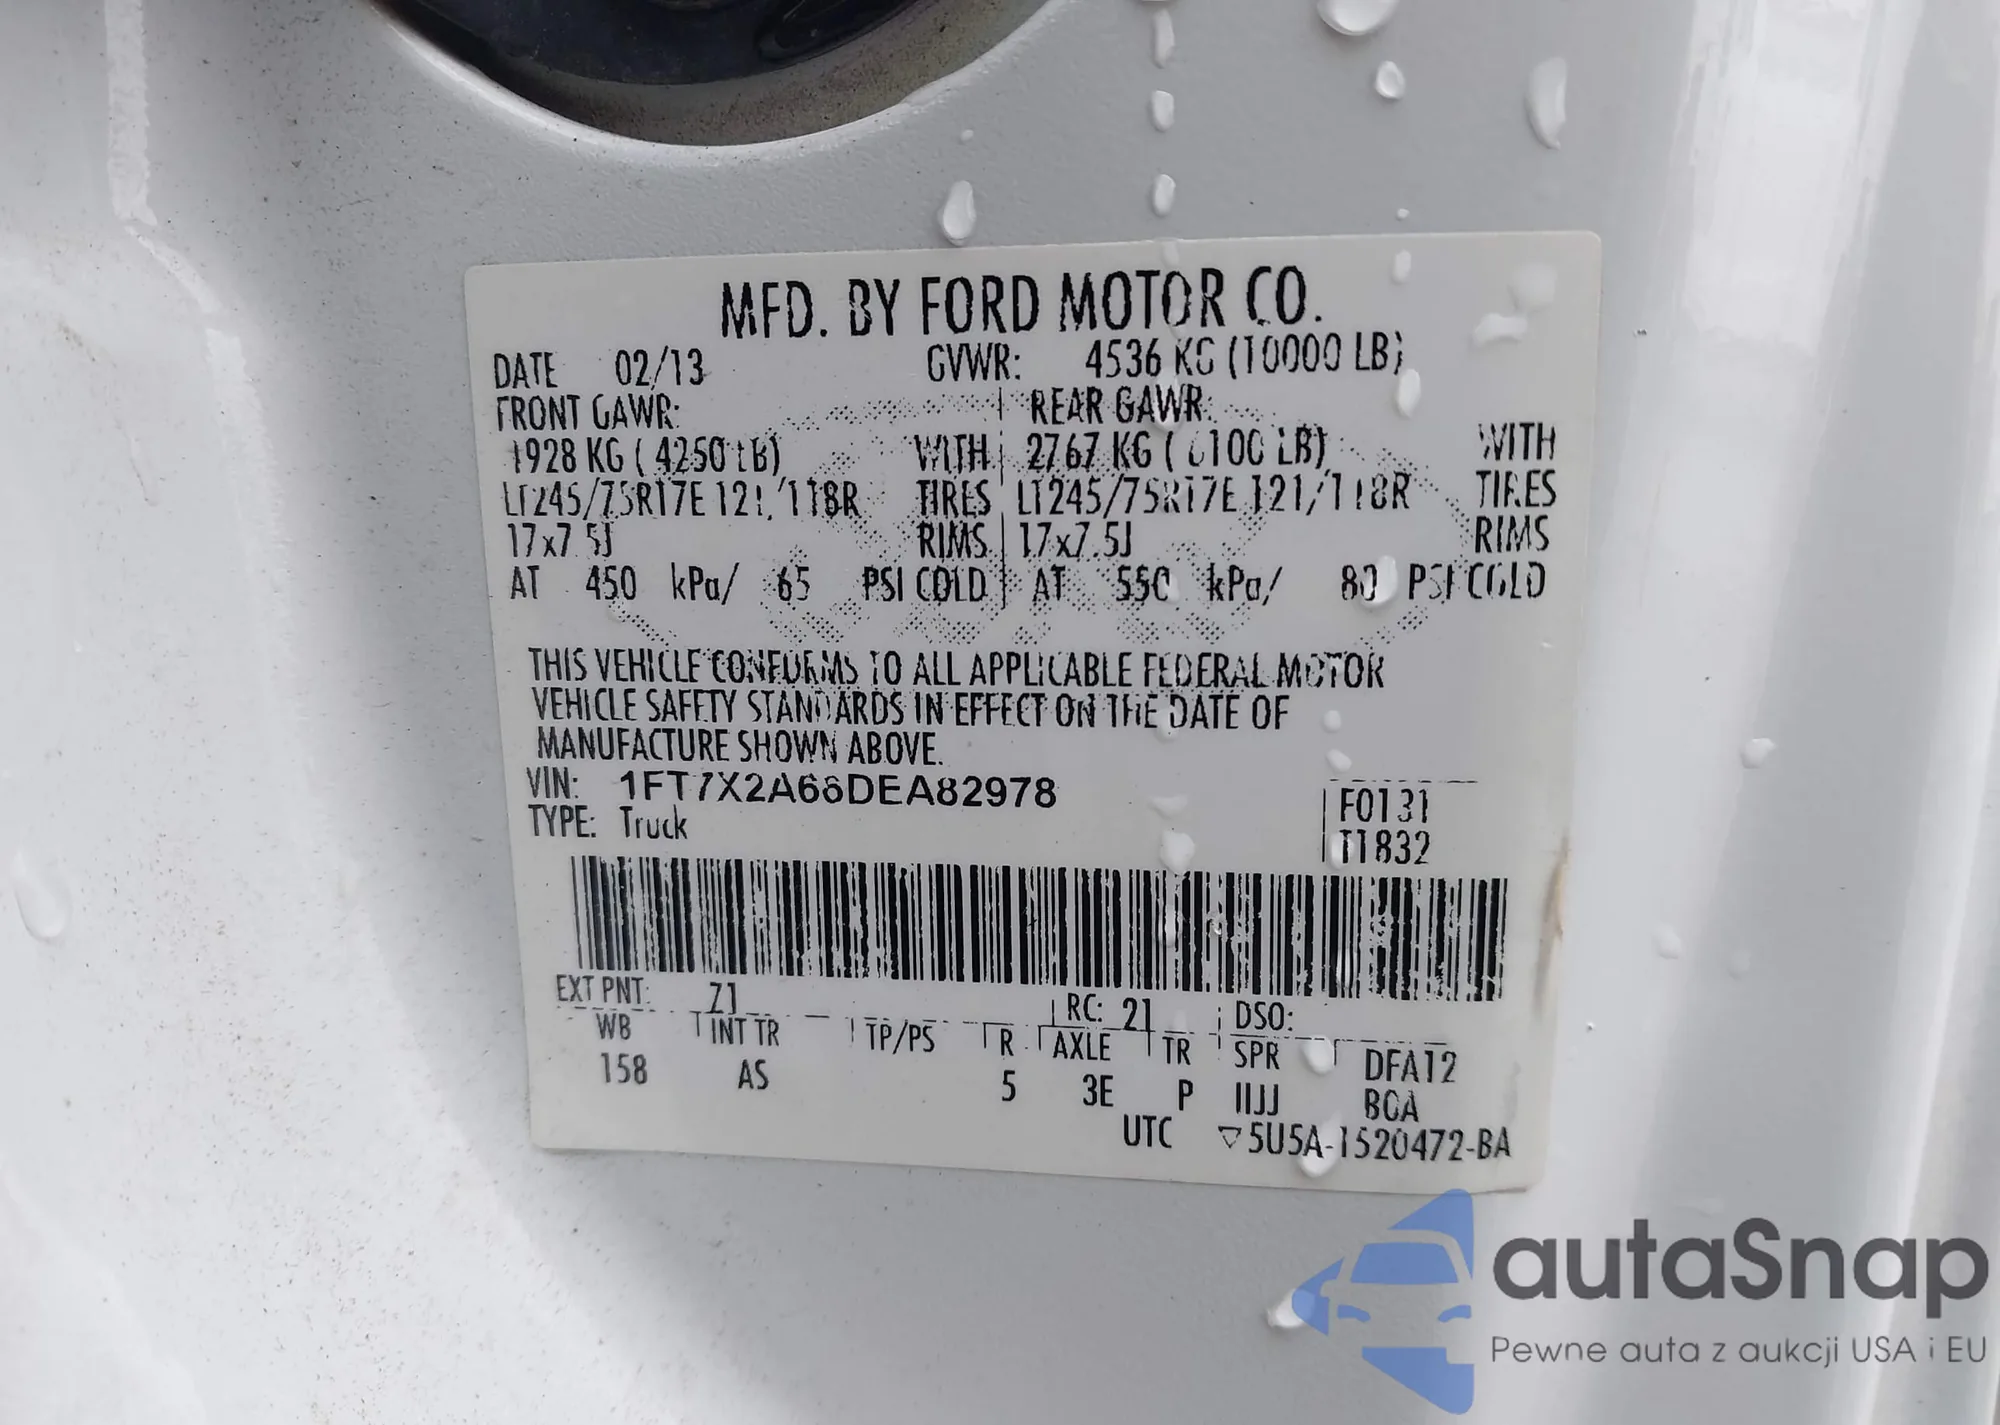 MFD. BY FORD MOTOR CO.
DATE 02/13 GVWR: 4536 KG (10000 LB)
FRONT GAWR: REAR GAWR:
1928 KG ( 4250 LB) WITH 2767 KG ( 6100 LB) WITH
LT245/75R17E 121/118R TIRES LT245/75R17E 121/118R TIRES
17x7.5J RIMS 17x7.5J RIMS
AT 450 kPa/ 65 PSI COLD AT 550 kPa/ 80 PSI COLD
THIS VEHICLE CONFORMS TO ALL APPLICABLE FEDERAL MOTOR
VEHICLE SAFETY STANDARDS IN EFFECT ON THE DATE OF
MANUFACTURE SHOWN ABOVE.
VIN: 1FT7X2A66DEA82978
TYPE: Truck
F0131
T1832
EXT PNT: Z1 RC: 21 DSO:
WB INT TR TP/PS R AXLE TR SPR DFA12
158 AS 5 3E P IIJJ BOA
UTC ▽5U5A-1520472-BA
autaSnap
Pewne auta z aukcji USA i EU